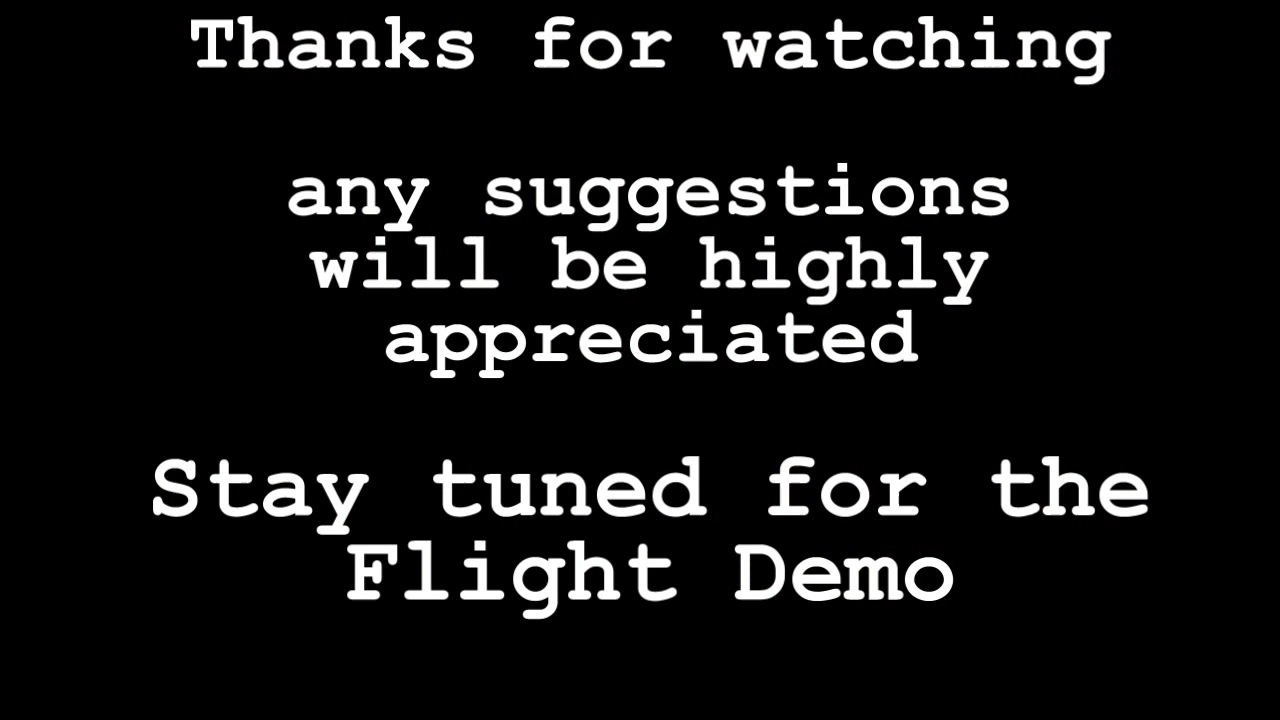 Thanks for watching
any suggestions
will be highly
appreciated
Stay tuned for the
Flight Demo